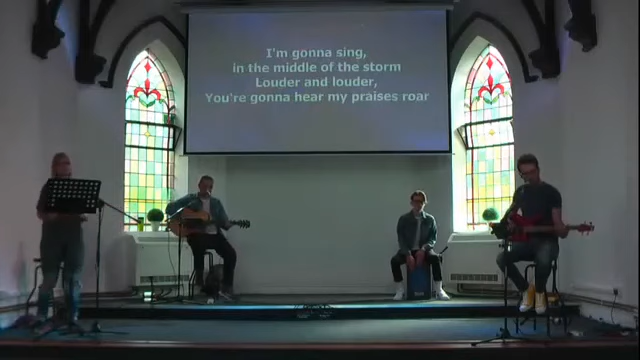 I'm gonna sing,
in the middle of the storm
Louder and louder,
You're gonna hear my praises roar